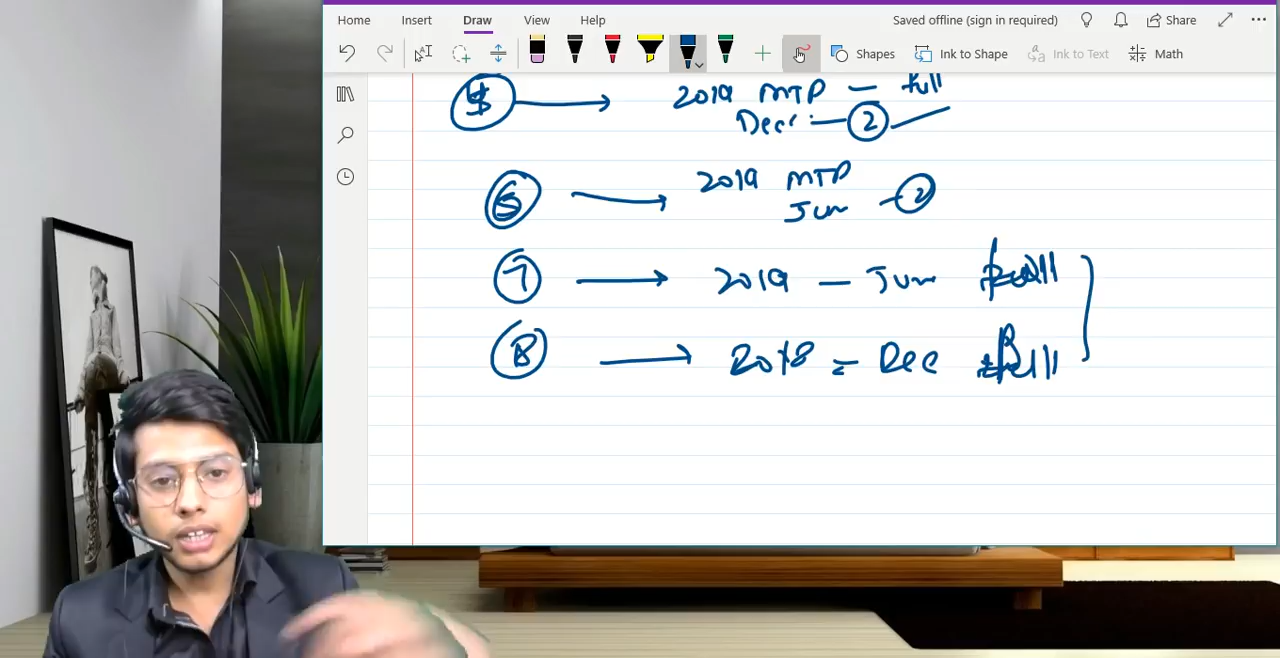 Home Insert Draw View Help Saved offline (sign in required) Share
Shapes Ink to Shape Ink to Text Math
2019 MTP — full
Dec — 2
6 → 2019 MTP
Jun — 2
7 → 2019 — Jun full
8 → 2018 = Dec full